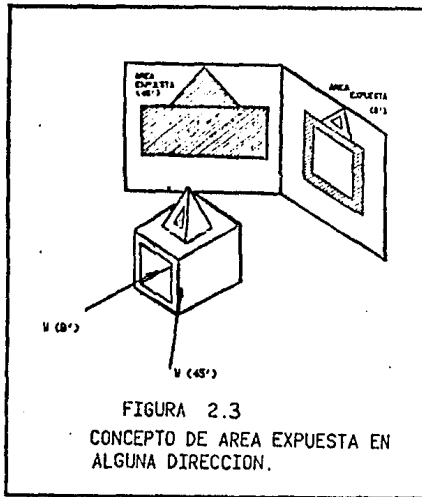 AREA
EXPUESTA
(45')
AREA
EXPUESTA
(0')
W (0')
W (45')
FIGURA 2.3
CONCEPTO DE AREA EXPUESTA EN
ALGUNA DIRECCION.